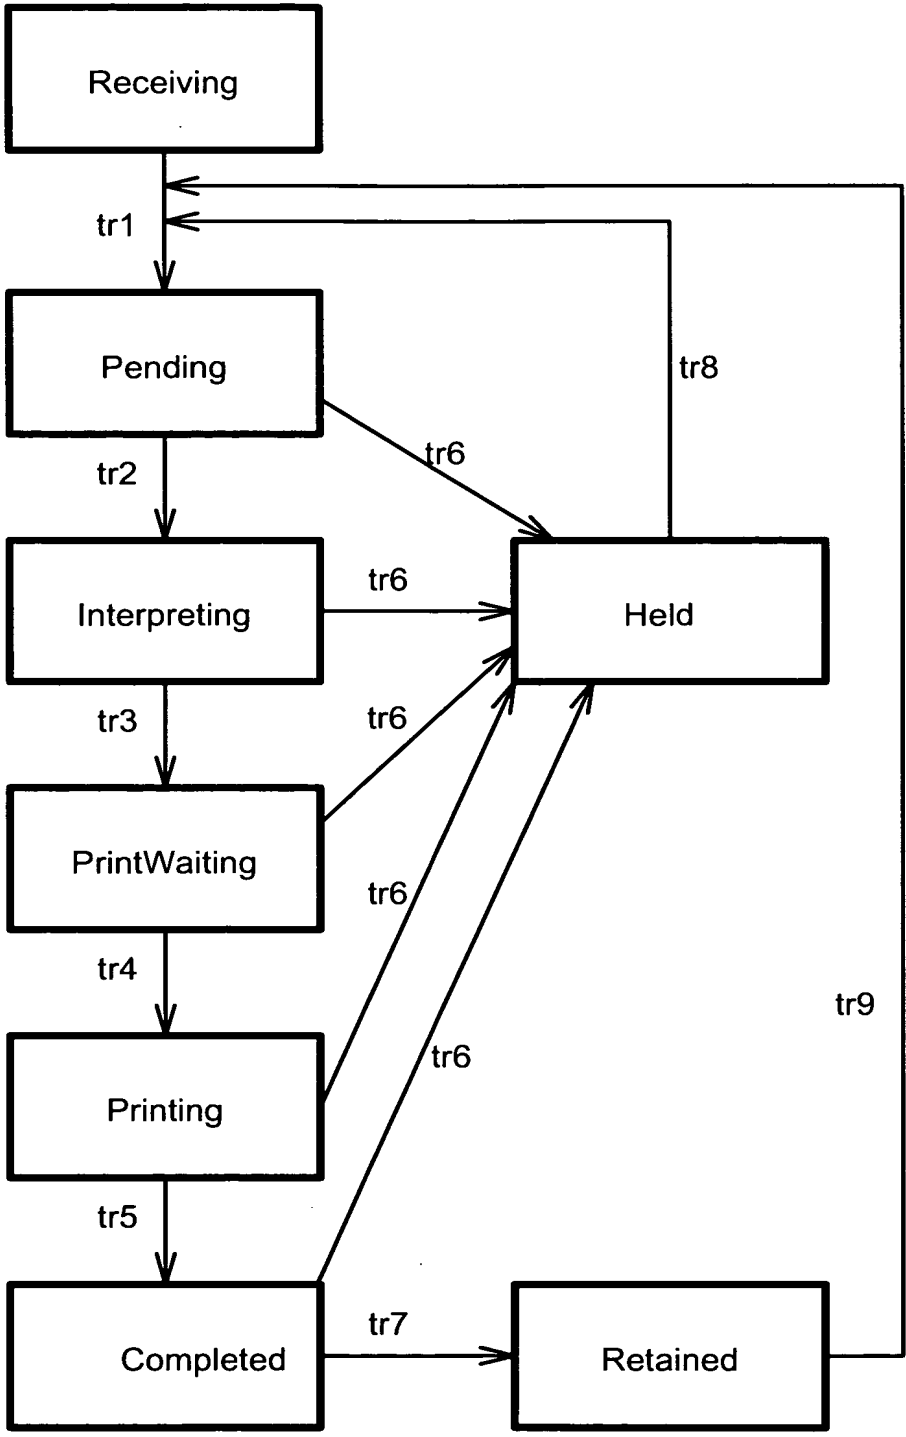 Receiving
tr1
Pending
tr8
tr6
tr2
tr6
Interpreting
Held
tr3
tr6
PrintWaiting
tr6
tr4
tr9
tr6
Printing
tr5
tr7
Completed
Retained